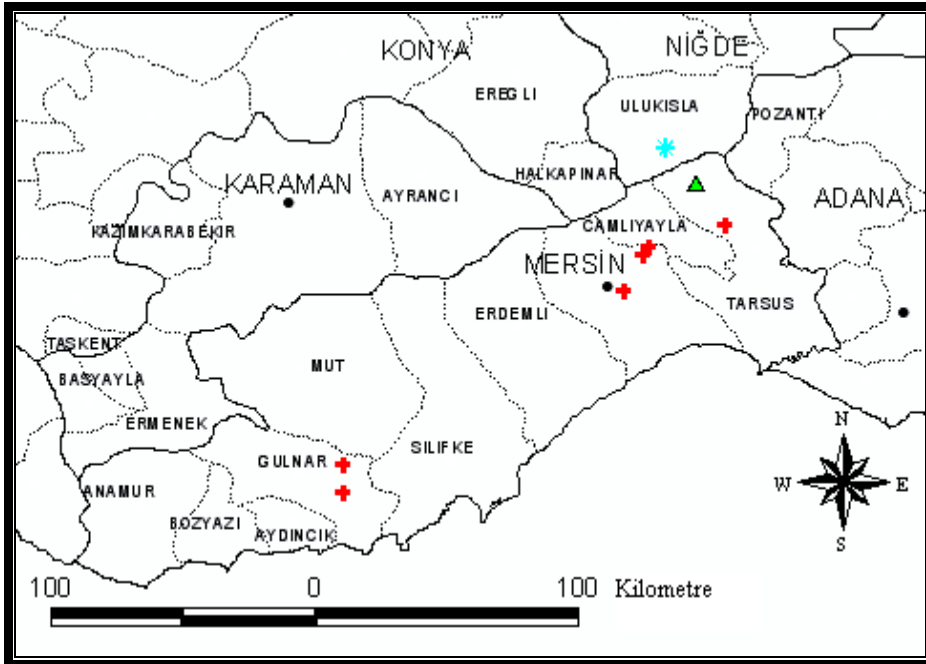 KONYA
NİĞDE
EREGLI
ULUKISLA
POZANTI
HALKAPINAR
KARAMAN
AYRANCI
ADANA
KAZIMKARABEKIR
CAMLIYAYLA
MERSİN
TARSUS
ERDEMLI
TASKENT
MUT
BASYAYLA
ERMENEK
SILIFKE
GULNAR
ANAMUR
BOZYAZI
AYDINCIK
N
W E
S
100 0 100 Kilometre